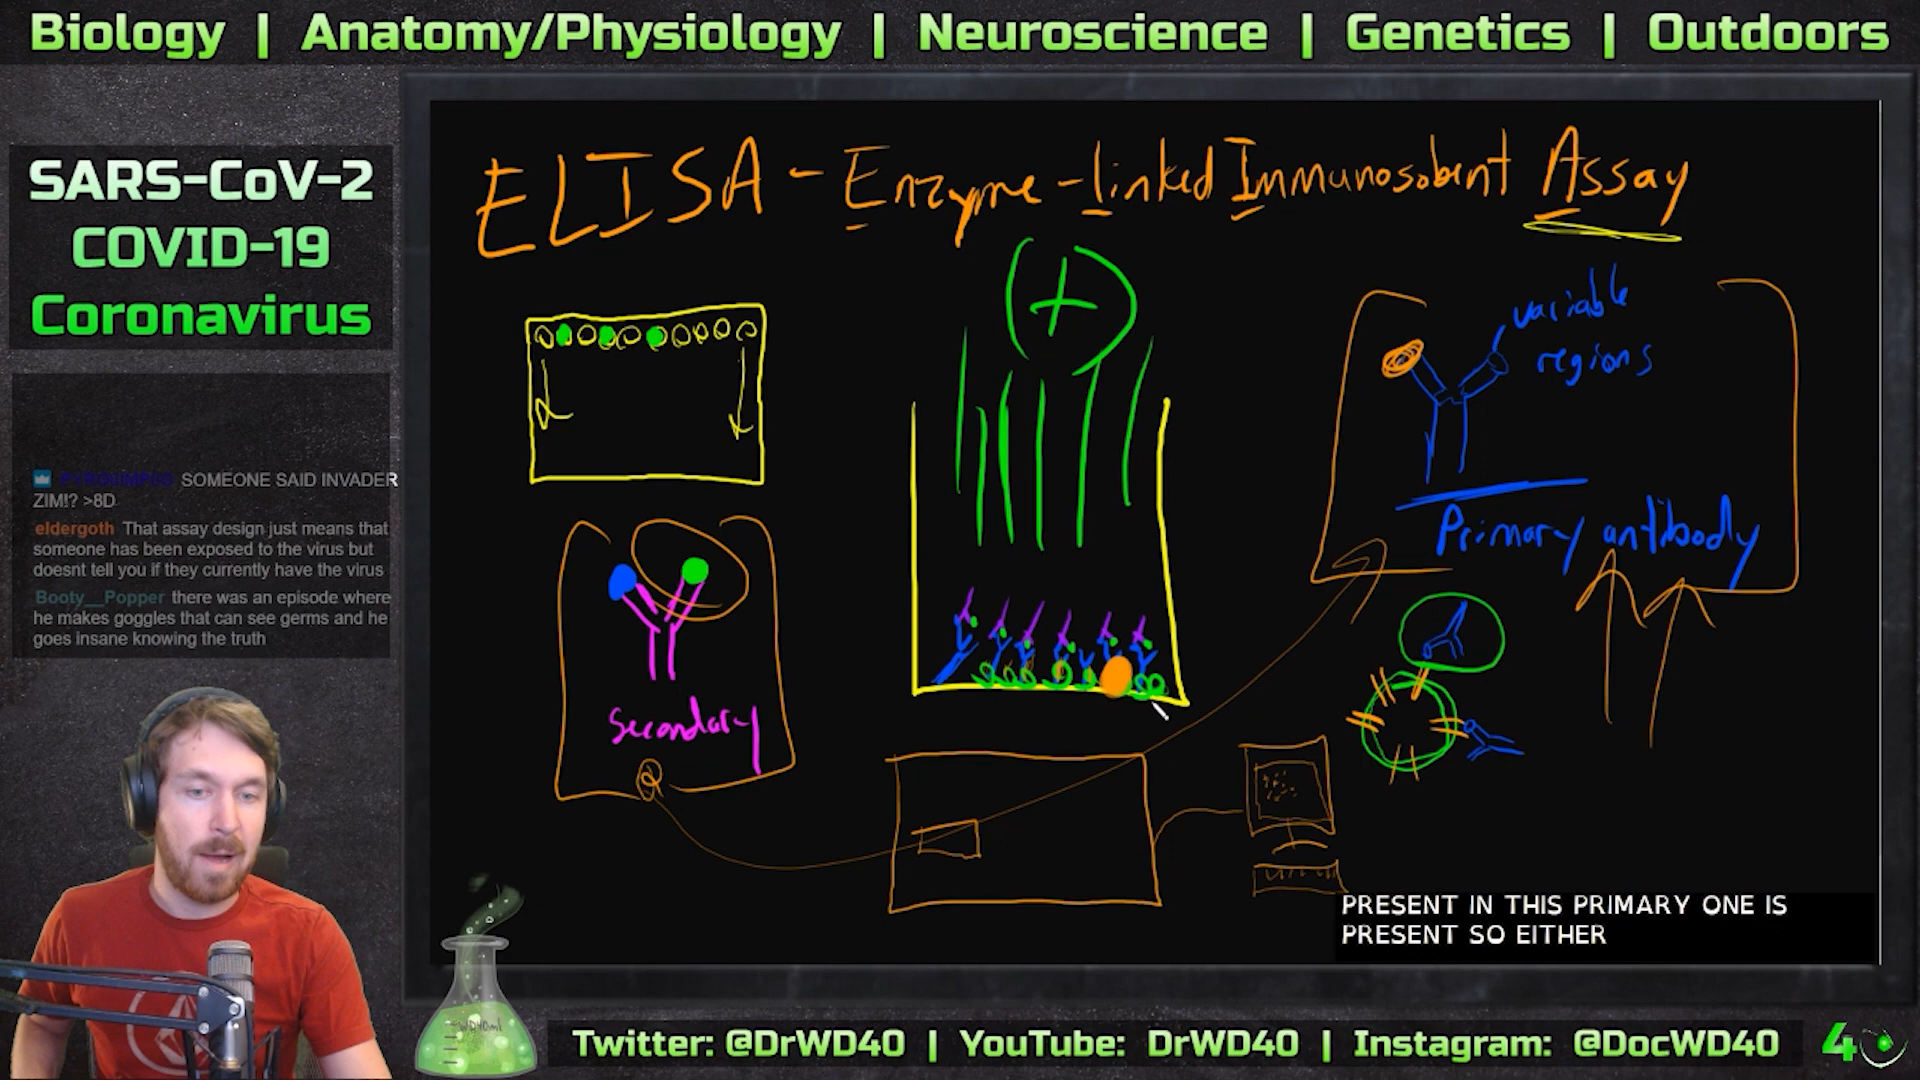 Biology | Anatomy/Physiology | Neuroscience | Genetics | Outdoors
SARS-CoV-2
COVID-19
Coronavirus
SOMEONE SAID INVADER
ZIM!? >8D
eldergoth That assay design just means that
someone has been exposed to the virus but
doesnt tell you if they currently have the virus
Booty__Popper there was an episode where
he makes goggles that can see germs and he
goes insane knowing the truth
ELISA - Enzyme-linked Immunosobent Assay
+
variable
regions
Primary antibody
Secondary
PRESENT IN THIS PRIMARY ONE IS
PRESENT SO EITHER
Twitter: @DrWD40 | YouTube: DrWD40 | Instagram: @DocWD40
4